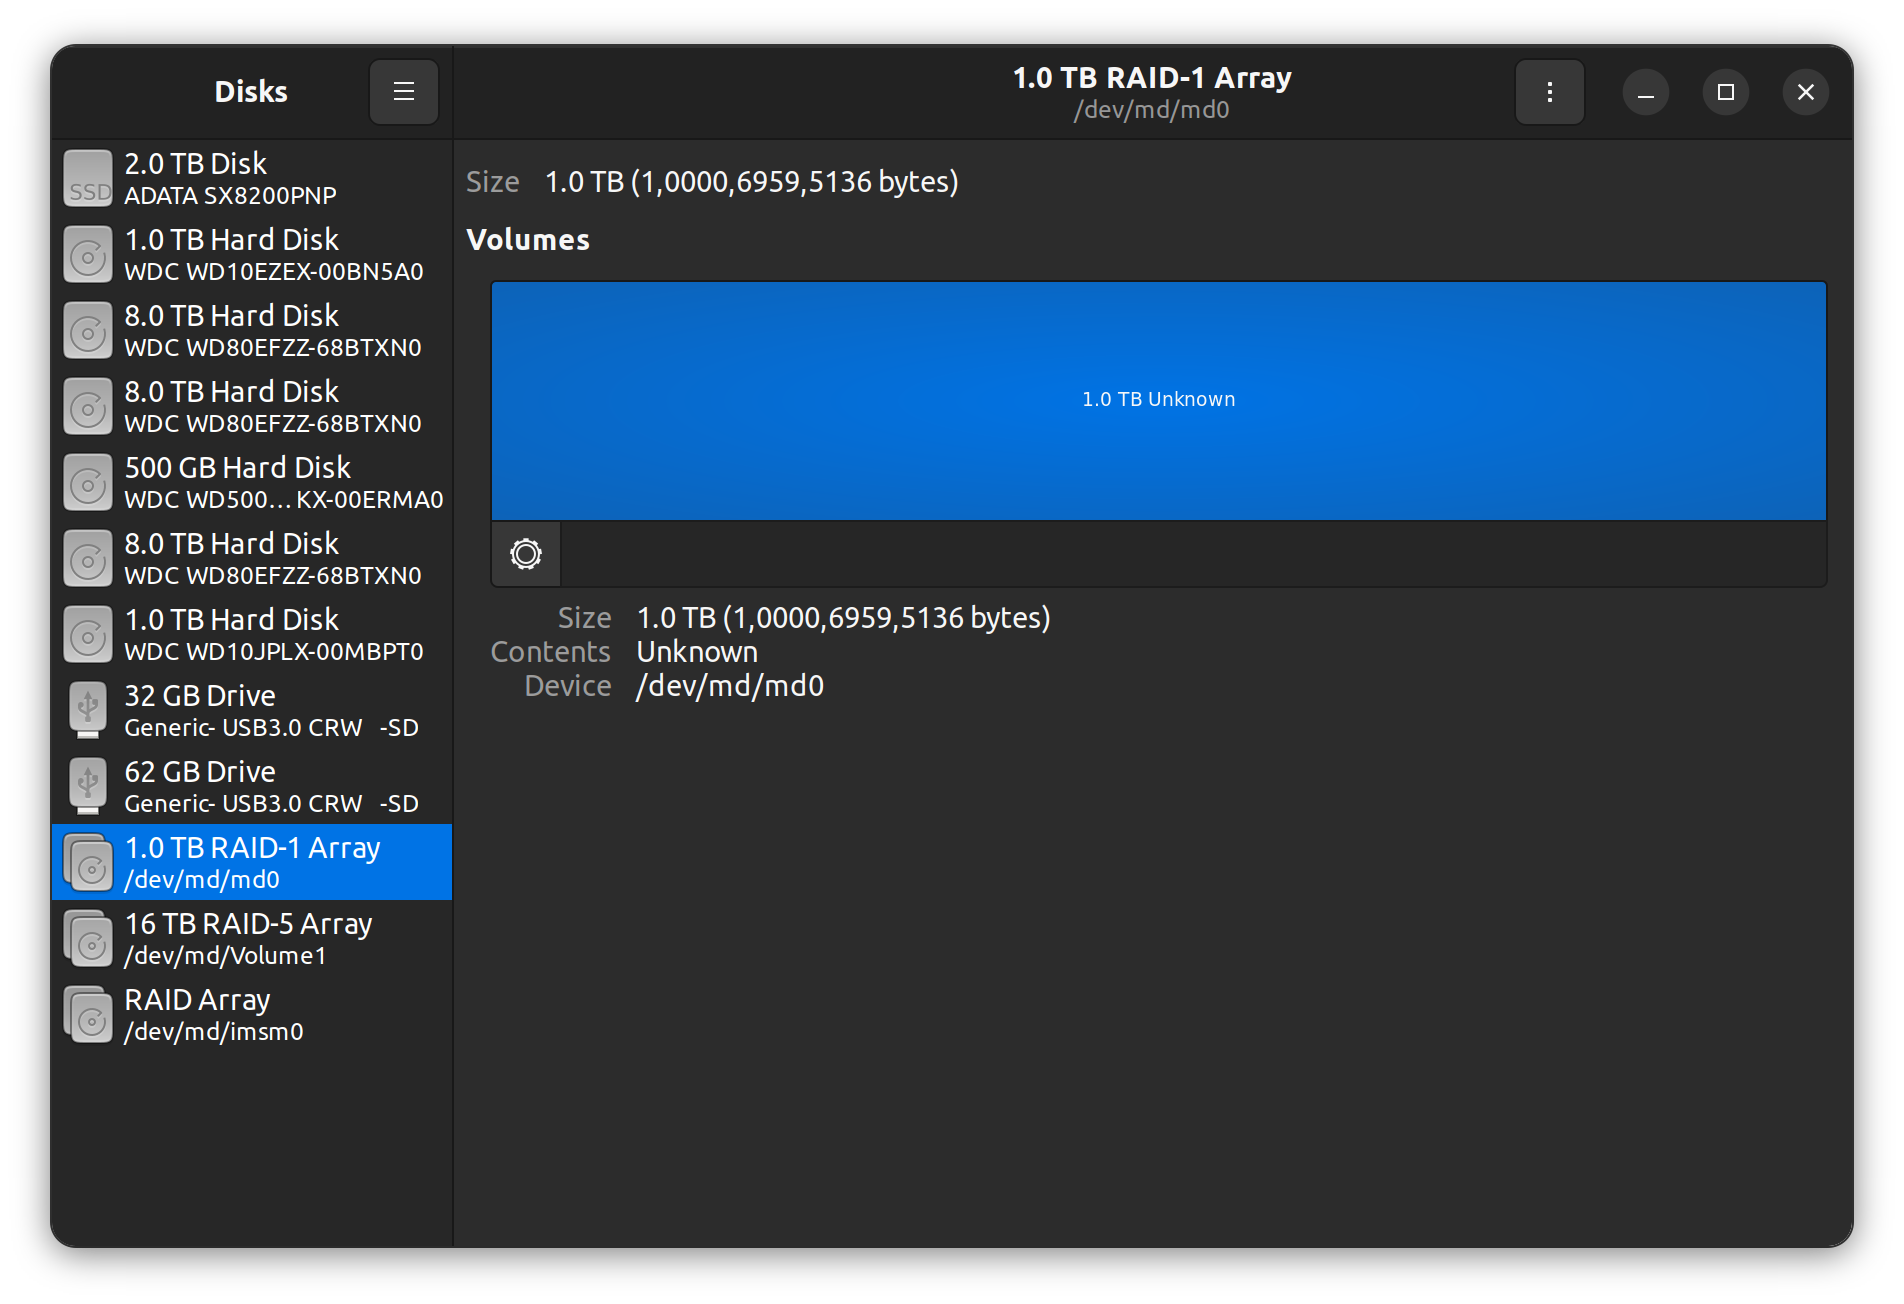 Disks
1.0 TB RAID-1 Array
/dev/md/md0
2.0 TB Disk
SSD
ADATA SX8200PNP
1.0 TB Hard Disk
WDC WD10EZEX-00BN5A0
8.0 TB Hard Disk
WDC WD80EFZZ-68BTXN0
8.0 TB Hard Disk
WDC WD80EFZZ-68BTXN0
500 GB Hard Disk
WDC WD500… KX-00ERMA0
8.0 TB Hard Disk
WDC WD80EFZZ-68BTXN0
1.0 TB Hard Disk
WDC WD10JPLX-00MBPT0
32 GB Drive
Generic- USB3.0 CRW   -SD
62 GB Drive
Generic- USB3.0 CRW   -SD
1.0 TB RAID-1 Array
/dev/md/md0
16 TB RAID-5 Array
/dev/md/Volume1
RAID Array
/dev/md/imsm0
Size 1.0 TB (1,0000,6959,5136 bytes)
Volumes
1.0 TB Unknown
Size 1.0 TB (1,0000,6959,5136 bytes)
Contents Unknown
Device /dev/md/md0